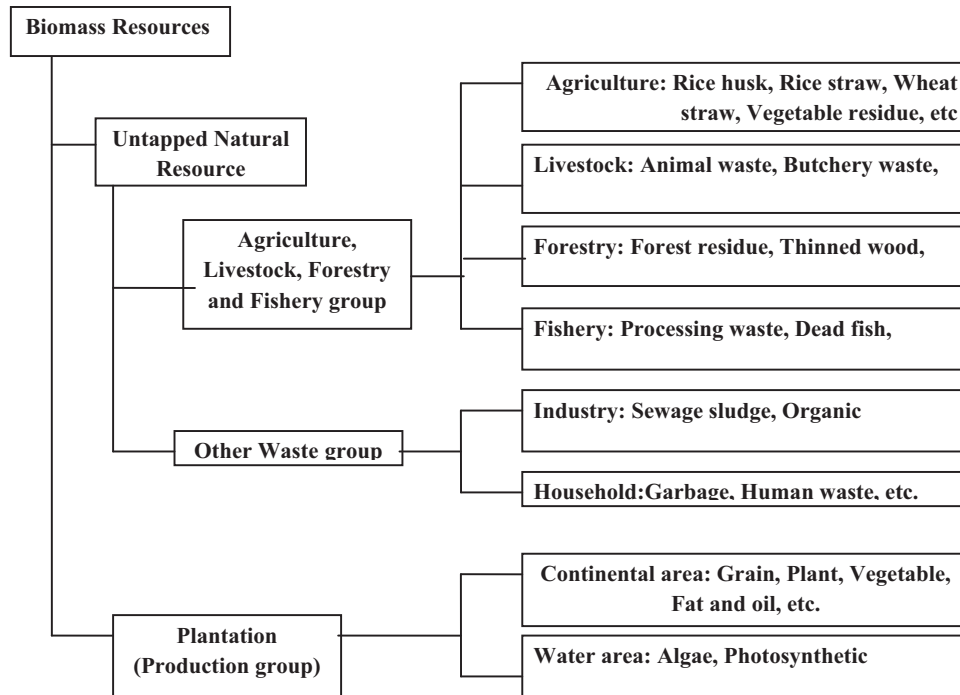 Biomass Resources
Untapped Natural
Resource
Agriculture,
Livestock, Forestry
and Fishery group
Agriculture: Rice husk, Rice straw, Wheat
straw, Vegetable residue, etc
Livestock: Animal waste, Butchery waste,
Forestry: Forest residue, Thinned wood,
Fishery: Processing waste, Dead fish,
Other Waste group
Industry: Sewage sludge, Organic
Household:Garbage, Human waste, etc.
Plantation
(Production group)
Continental area: Grain, Plant, Vegetable,
Fat and oil, etc.
Water area: Algae, Photosynthetic